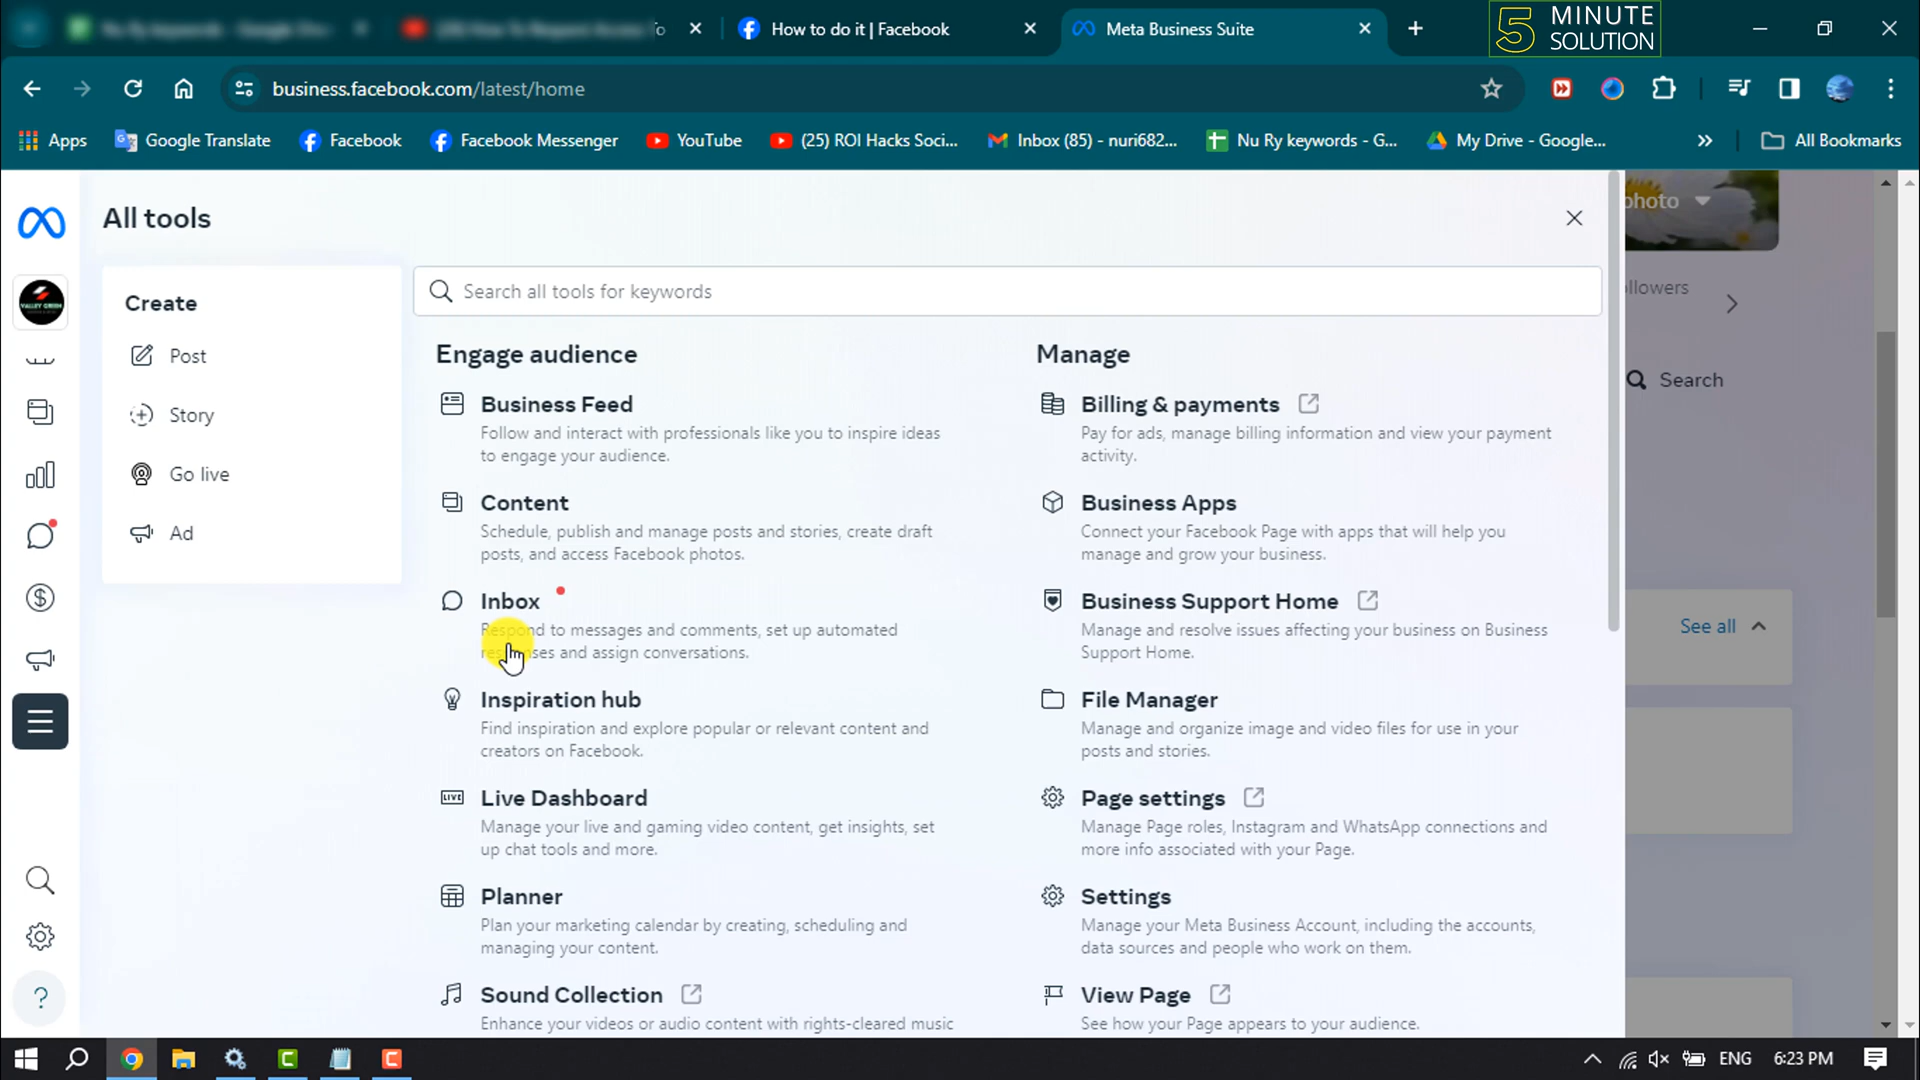 How to do it | Facebook
Meta Business Suite
5 MINUTE
SOLUTION
business.facebook.com/latest/home
Apps
Google Translate
Facebook
Facebook Messenger
YouTube
(25) ROI Hacks Soci...
Inbox (85) - nuri682...
Nu Ry keywords - G...
My Drive - Google...
All Bookmarks
All tools
photo
Create
Search all tools for keywords
ollowers
Post
Story
Go live
Ad
Search
Engage audience
Business Feed
Follow and interact with professionals like you to inspire ideas
to engage your audience.
Content
Schedule, publish and manage posts and stories, create draft
posts, and access Facebook photos.
Inbox
Respond to messages and comments, set up automated
responses and assign conversations.
Inspiration hub
Find inspiration and explore popular or relevant content and
creators on Facebook.
LIVE
Live Dashboard
Manage your live and gaming video content, get insights, set
up chat tools and more.
Planner
Plan your marketing calendar by creating, scheduling and
managing your content.
Sound Collection
Enhance your videos or audio content with rights-cleared music
Manage
Billing & payments
Pay for ads, manage billing information and view your payment
activity.
Business Apps
Connect your Facebook Page with apps that will help you
manage and grow your business.
Business Support Home
Manage and resolve issues affecting your business on Business
Support Home.
File Manager
Manage and organize image and video files for use in your
posts and stories.
Page settings
Manage Page roles, Instagram and WhatsApp connections and
more info associated with your Page.
Settings
Manage your Meta Business Account, including the accounts,
data sources and people who work on them.
View Page
See how your Page appears to your audience.
See all
VALLEY GREEN
ENG
6:23 PM